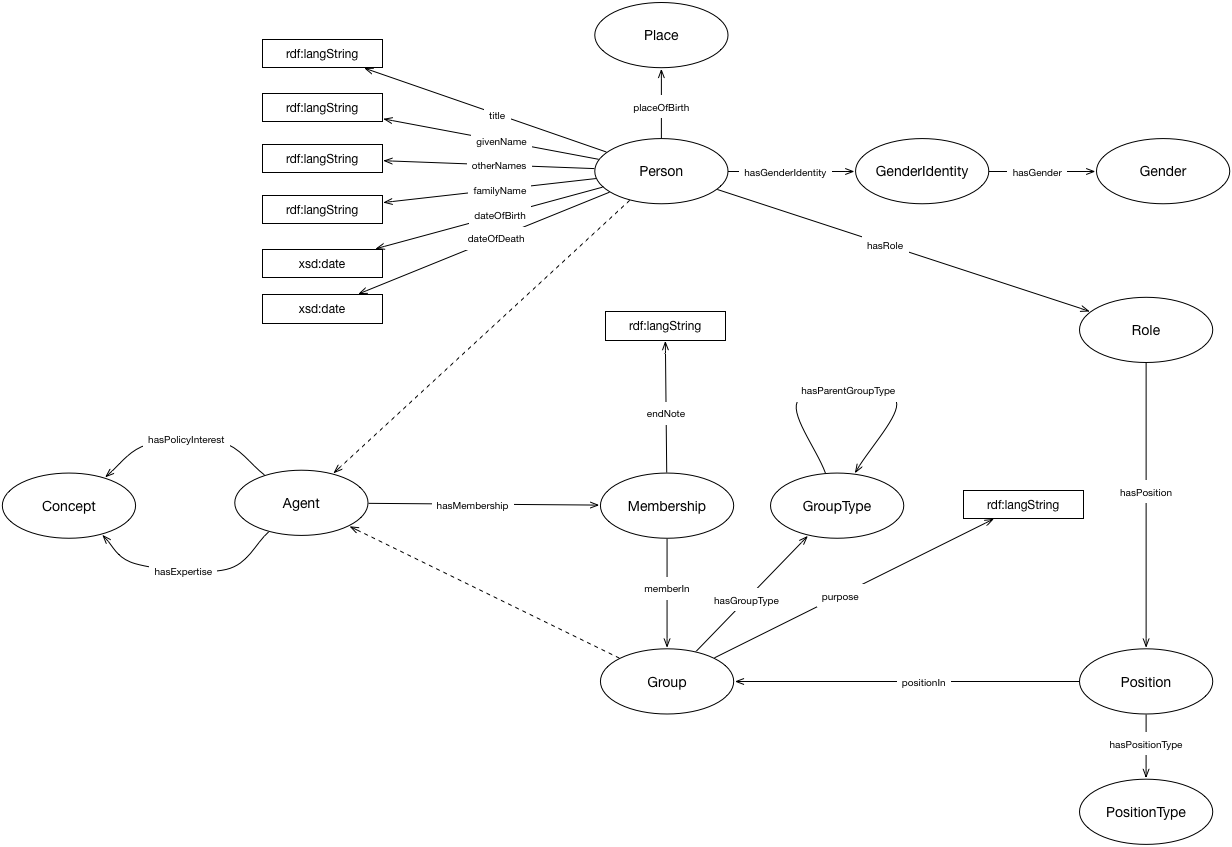 Place
rdf:langString
rdf:langString
placeOfBirth
title
givenName
rdf:langString
otherNames
Person
hasGenderIdentity
GenderIdentity
hasGender
Gender
familyName
rdf:langString
dateOfBirth
dateOfDeath
hasRole
xsd:date
xsd:date
rdf:langString
Role
hasParentGroupType
endNote
hasPolicyInterest
Concept
Agent
hasMembership
Membership
GroupType
rdf:langString
hasPosition
hasExpertise
memberIn
hasGroupType
purpose
Group
positionIn
Position
hasPositionType
PositionType